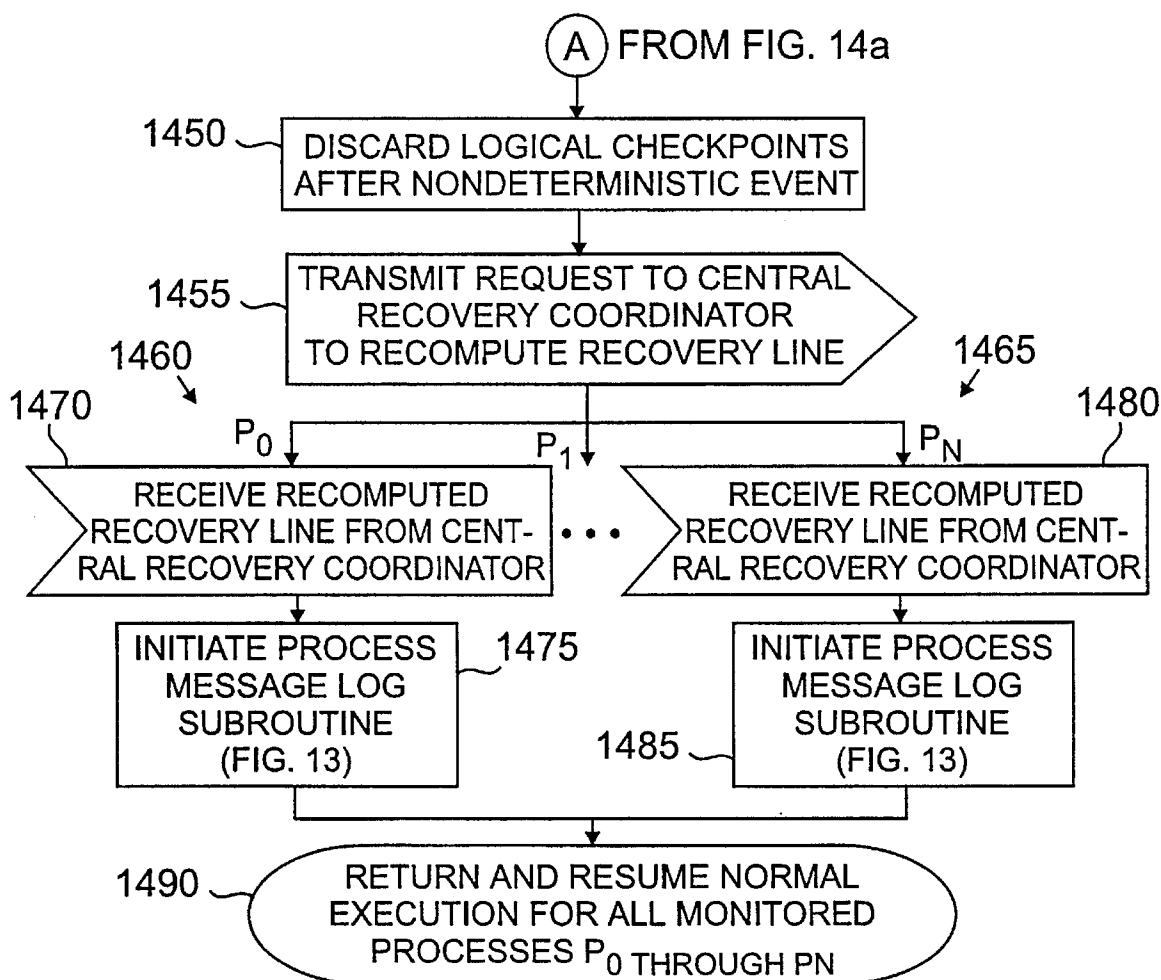 A FROM FIG. 14a
1450
DISCARD LOGICAL CHECKPOINTS
AFTER NONDETERMINISTIC EVENT
1455
TRANSMIT REQUEST TO CENTRAL
RECOVERY COORDINATOR
TO RECOMPUTE RECOVERY LINE
1460
1465
1470
1480
P0
P1
PN
RECEIVE RECOMPUTED
RECOVERY LINE FROM CENT-
RAL RECOVERY COORDINATOR
• • •
RECEIVE RECOMPUTED
RECOVERY LINE FROM CENT-
RAL RECOVERY COORDINATOR
INITIATE PROCESS
MESSAGE LOG
SUBROUTINE
(FIG. 13)
1475
INITIATE PROCESS
MESSAGE LOG
SUBROUTINE
(FIG. 13)
1485
1490
RETURN AND RESUME NORMAL
EXECUTION FOR ALL MONITORED
PROCESSES P0 THROUGH PN